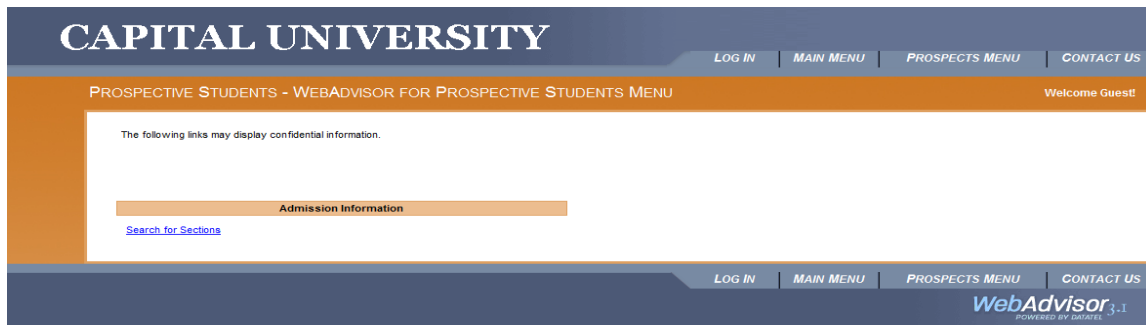 CAPITAL UNIVERSITY
LOG IN MAIN MENU PROSPECTS MENU CONTACT US
PROSPECTIVE STUDENTS - WEBADVISOR FOR PROSPECTIVE STUDENTS MENU Welcome Guest!
The following links may display confidential information.
Admission Information
Search for Sections
LOG IN MAIN MENU PROSPECTS MENU CONTACT US
WebAdvisor 3.1
POWERED BY DATATEL